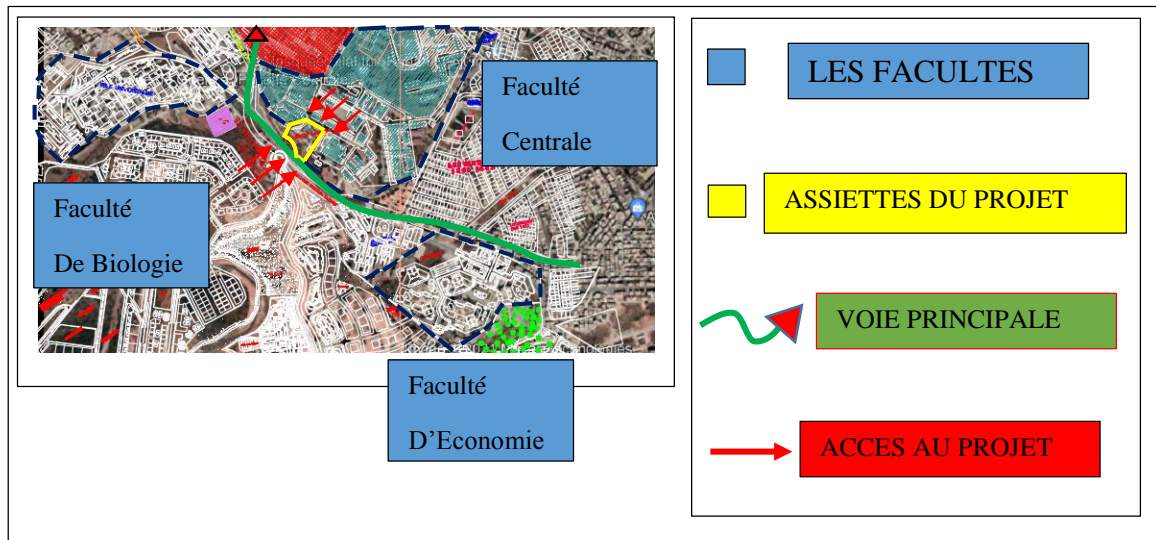 Faculté
Centrale
Faculté
De Biologie
Faculté
D’Economie
LES FACULTES
ASSIETTES DU PROJET
VOIE PRINCIPALE
ACCES AU PROJET